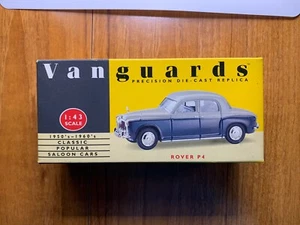 Vanguards
PRECISION DIE-CAST REPLICA
1:43
SCALE
1950's-1960's
CLASSIC
POPULAR
SALOON CARS
ROVER P4